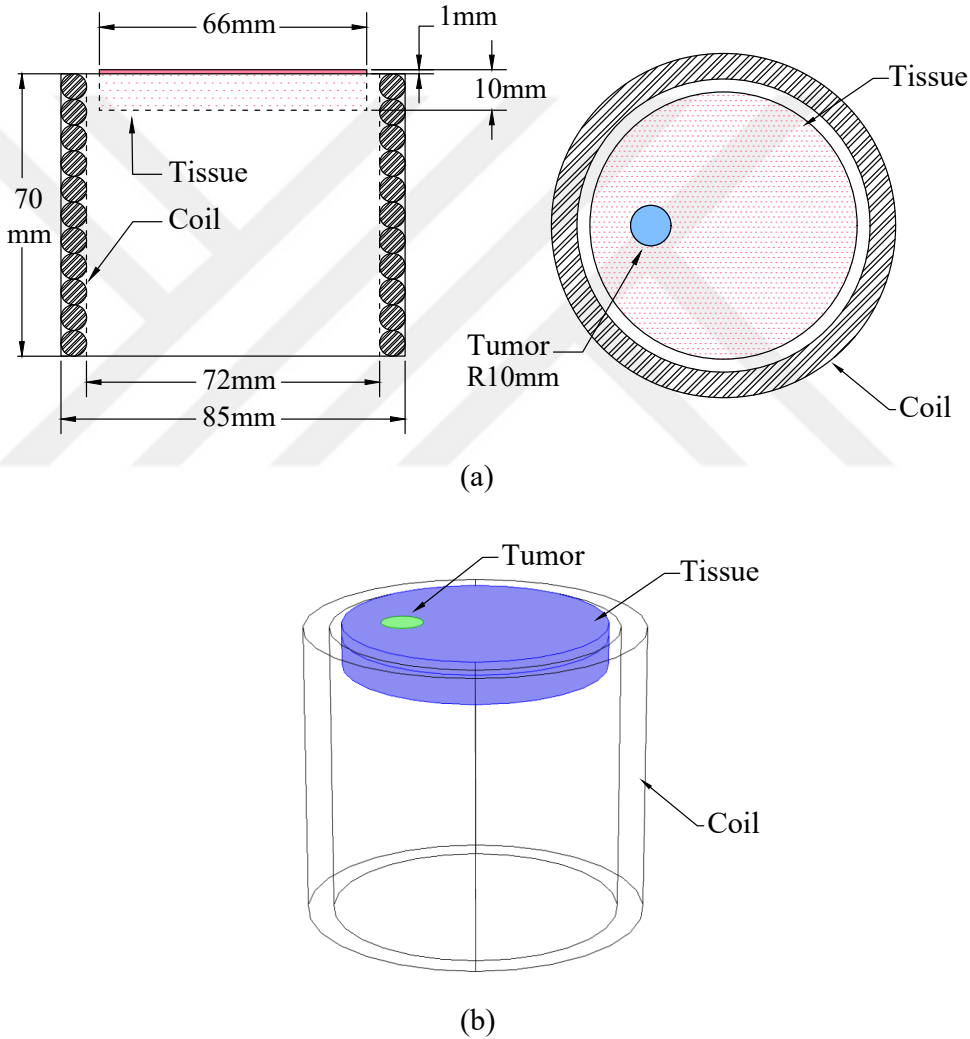 66mm
1mm
10mm
Tissue
Tissue
Coil
70
mm
Tumor
R10mm
72mm
85mm
Coil
(a)
Tumor
Tissue
Coil
(b)